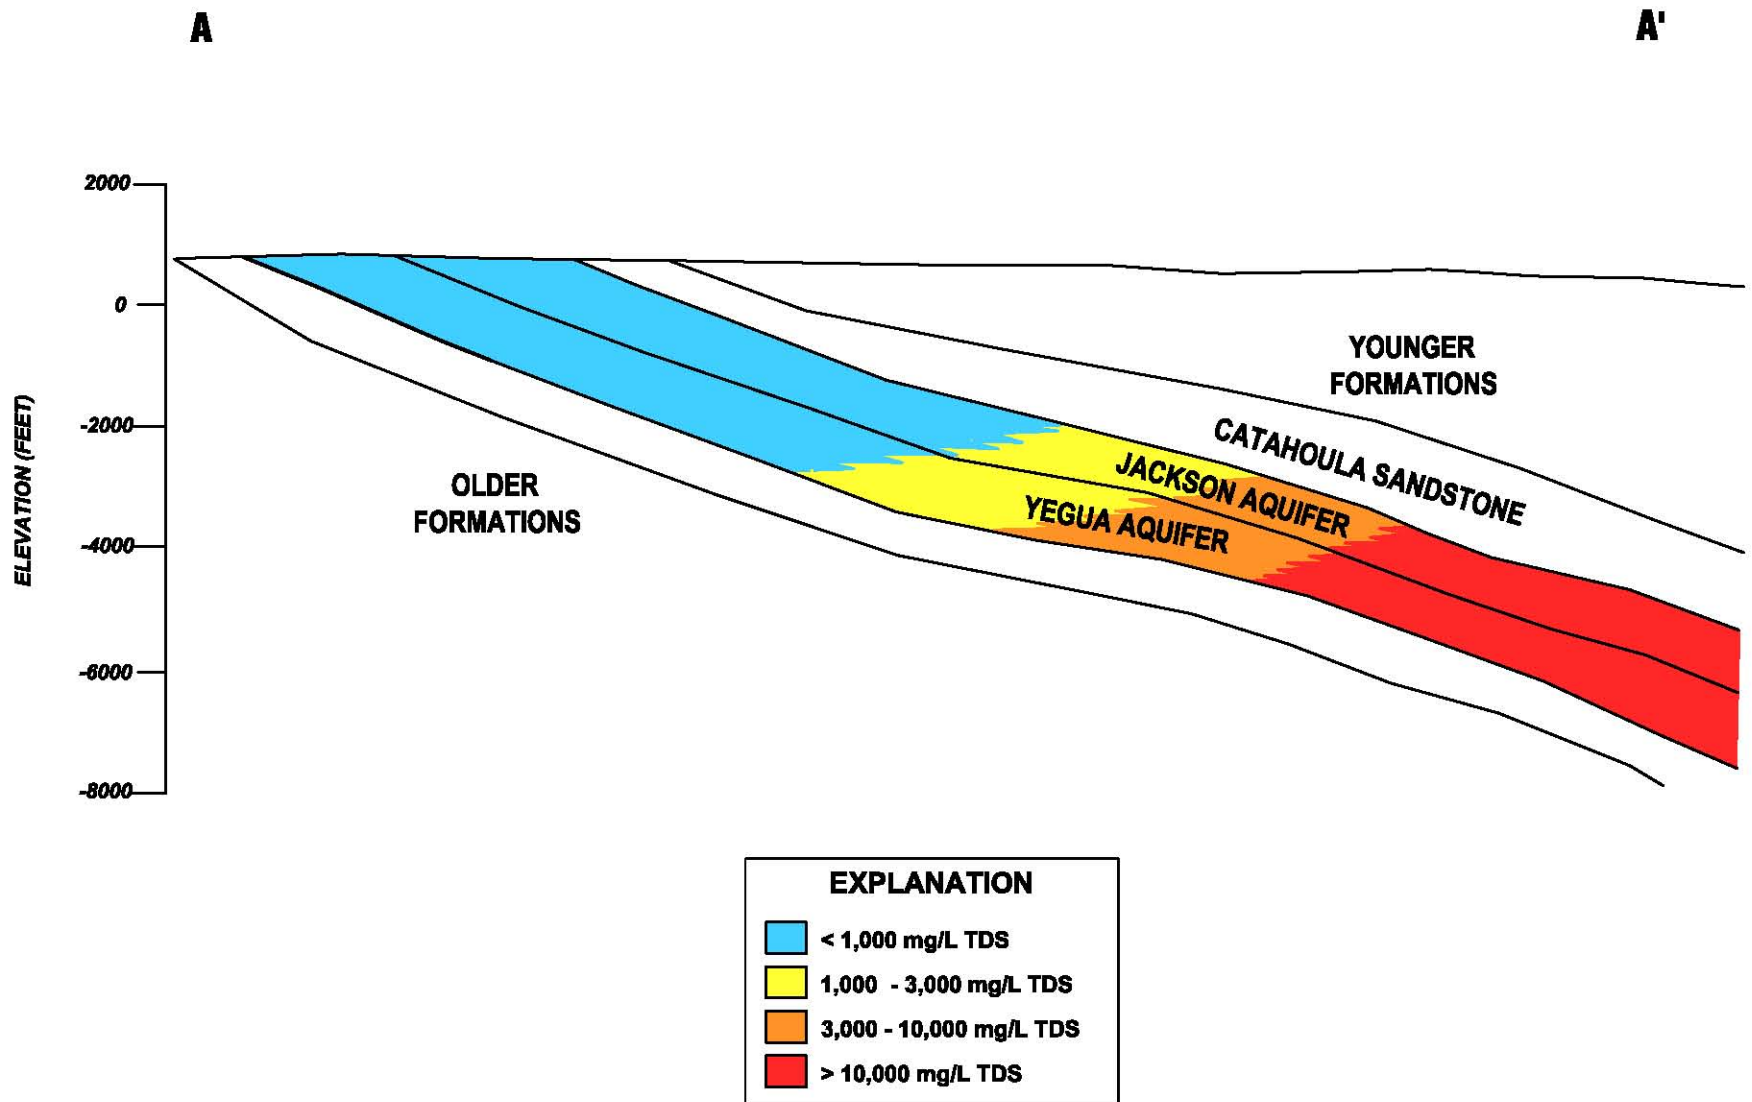 A
A'
2000
0
-2000
-4000
-6000
-8000
ELEVATION (FEET)
YOUNGER
FORMATIONS
CATAHOULA SANDSTONE
JACKSON AQUIFER
YEGUA AQUIFER
OLDER
FORMATIONS
EXPLANATION
< 1,000 mg/L TDS
1,000 - 3,000 mg/L TDS
3,000 - 10,000 mg/L TDS
> 10,000 mg/L TDS